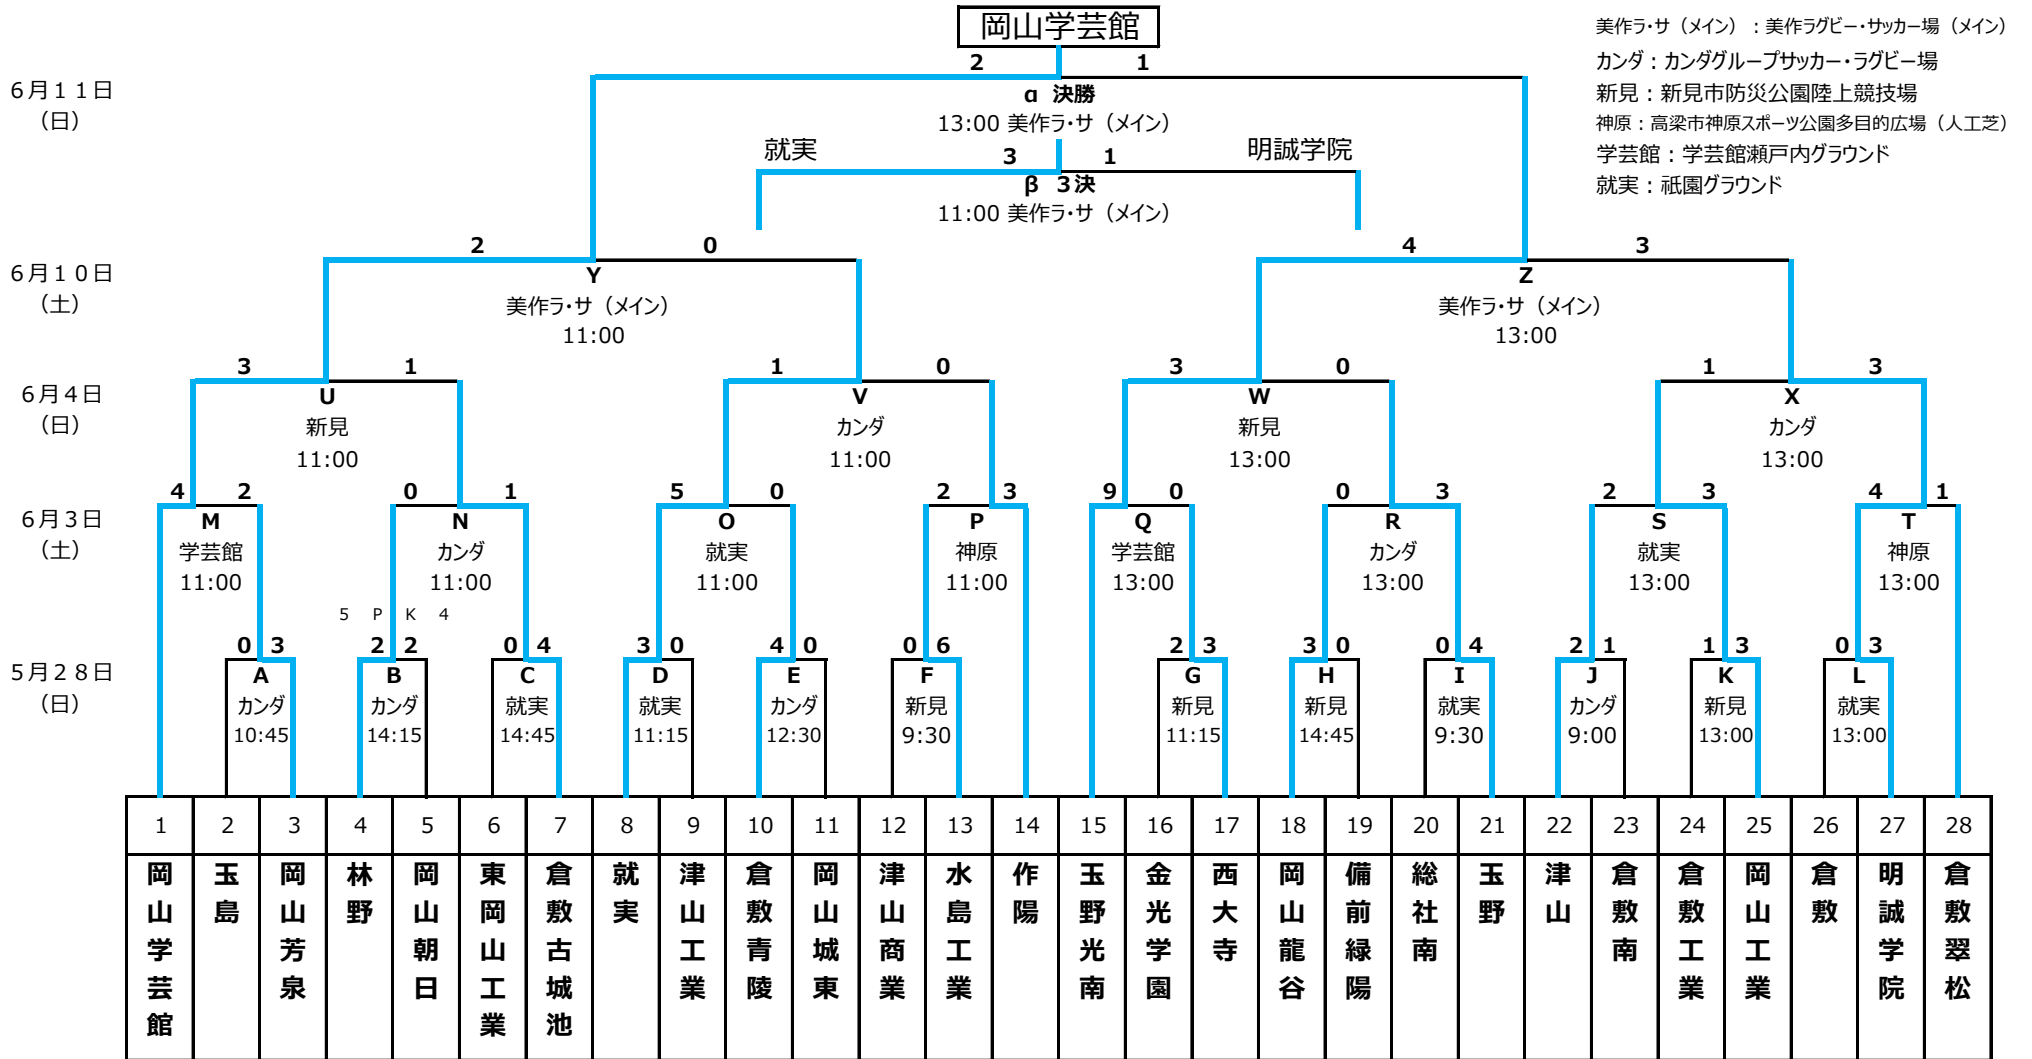 岡山学芸館
美作ラ・サ（メイン）：美作ラグビー・サッカー場（メイン）
カンダ：カンダグループサッカー・ラグビー場
新見：新見市防災公園陸上競技場
神原：高梁市神原スポーツ公園多目的広場（人工芝）
学芸館：学芸館瀬戸内グラウンド
就実：祇園グラウンド
6月11日
（日）
2 1
α 決勝
13:00 美作ラ・サ（メイン）
就実 3 1 明誠学院
β 3決
11:00 美作ラ・サ（メイン）
6月10日
（土）
2 0 4 3
Y Z
美作ラ・サ（メイン） 美作ラ・サ（メイン）
11:00 13:00
6月4日
（日）
3 1 1 0 3 0 1 3
U V W X
新見 カンダ 新見 カンダ
11:00 11:00 13:00 13:00
6月3日
（土）
4 2 0 1 5 0 2 3 9 0 0 3 2 3 4 1
M N O P Q R S T
学芸館 カンダ 就実 神原 学芸館 カンダ 就実 神原
11:00 11:00 11:00 11:00 13:00 13:00 13:00 13:00
5 P K 4
5月28日
（日）
0 3 2 2 0 4 3 0 4 0 0 6 2 3 3 0 0 4 2 1 1 3 0 3
A B C D E F G H I J K L
カンダ カンダ 就実 就実 カンダ 新見 新見 新見 就実 カンダ 新見 就実
10:45 14:15 14:45 11:15 12:30 9:30 11:15 14:45 9:30 9:00 13:00 13:00
1 2 3 4 5 6 7 8 9 10 11 12 13 14 15 16 17 18 19 20 21 22 23 24 25 26 27 28
岡山学芸館
玉島
岡山芳泉
林野
岡山朝日
東岡山工業
倉敷古城池
就実
津山工業
倉敷青陵
岡山城東
津山商業
水島工業
作陽
玉野光南
金光学園
西大寺
岡山龍谷
備前緑陽
総社南
玉野
津山
倉敷南
倉敷工業
岡山工業
倉敷
明誠学院
倉敷翠松